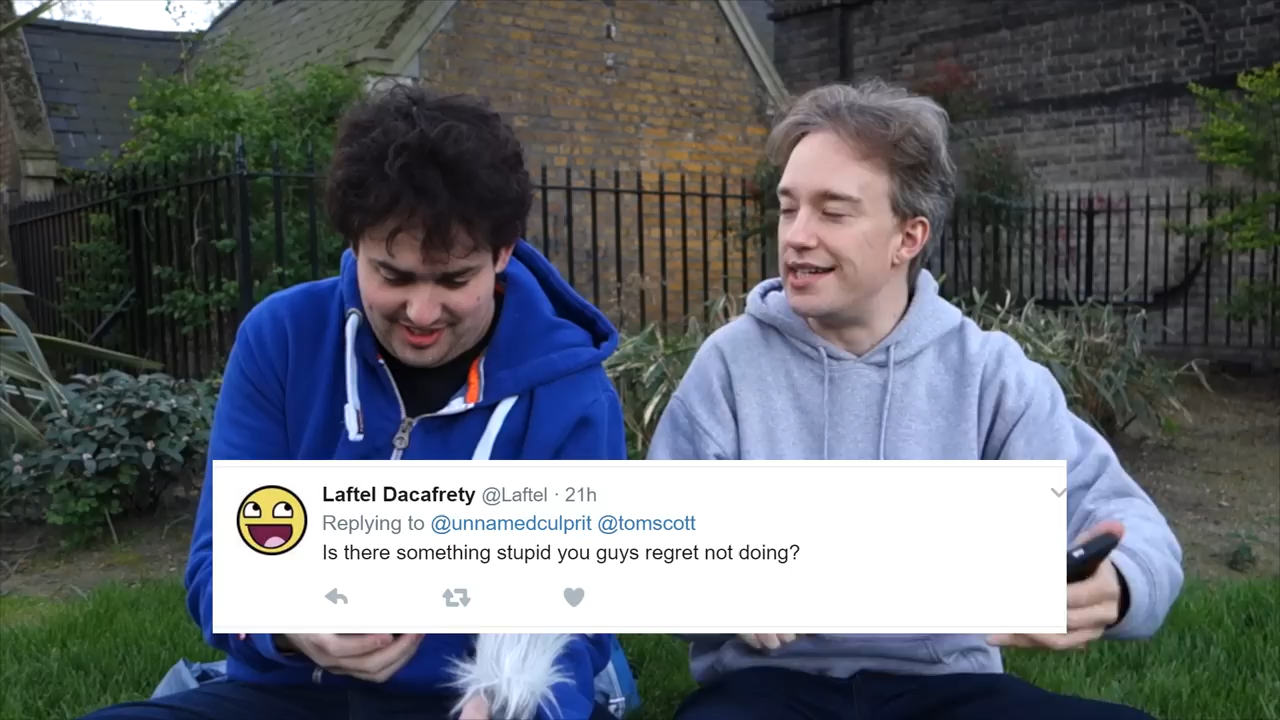 Laftel Dacafrety @Laftel · 21h
Replying to @unnamedculprit @tomscott
Is there something stupid you guys regret not doing?